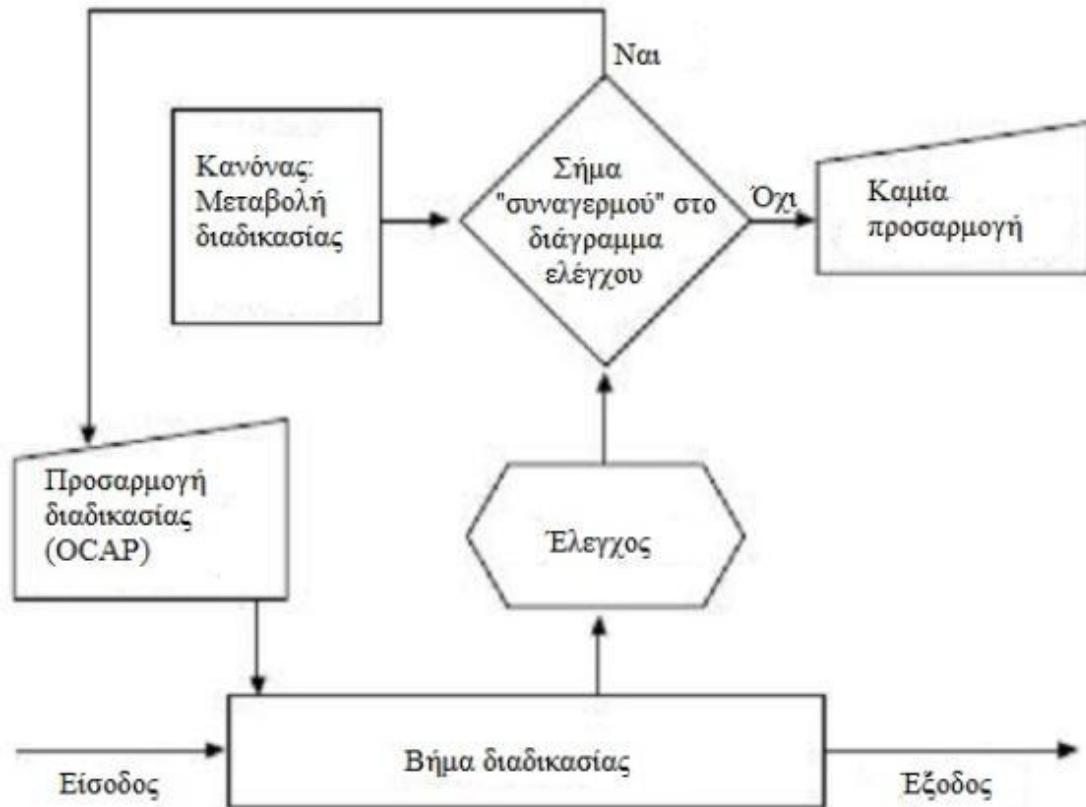 Ναι
Κανόνας:
Μεταβολή
διαδικασίας
Σήμα
"συναγερμού" στο
διάγραμμα
ελέγχου
Όχι
Καμία
προσαρμογή
Προσαρμογή
διαδικασίας
(OCAP)
Έλεγχος
Βήμα διαδικασίας
Είσοδος
Έξοδος